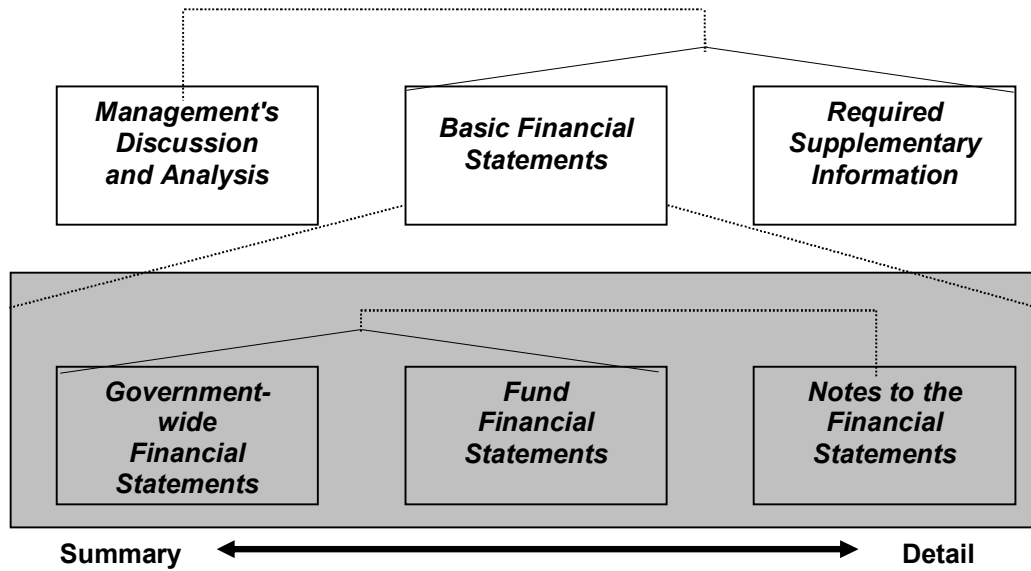 Management's
Discussion
and Analysis
Basic Financial
Statements
Required
Supplementary
Information
Government-
wide
Financial
Statements
Fund
Financial
Statements
Notes to the
Financial
Statements
Summary
Detail